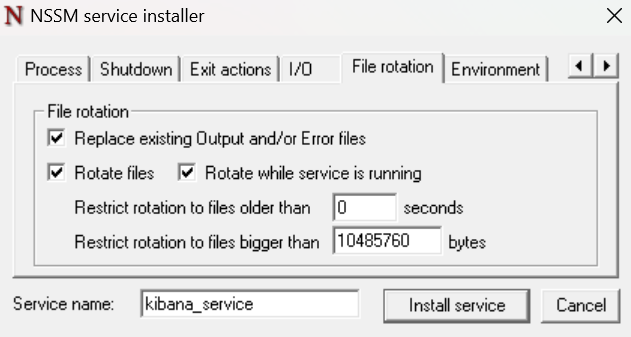 NSSM service installer
Process Shutdown Exit actions I/O File rotation Environment
File rotation
Replace existing Output and/or Error files
Rotate files Rotate while service is running
Restrict rotation to files older than 0 seconds
Restrict rotation to files bigger than 10485760 bytes
Service name: kibana_service Install service Cancel